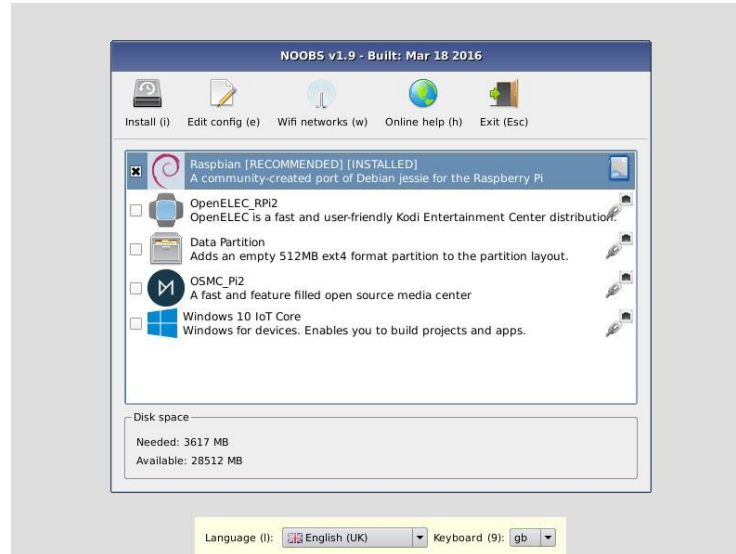 NOOBS v1.9 - Built: Mar 18 2016
Install (i) Edit config (e) Wifi networks (w) Online help (h) Exit (Esc)
Raspbian [RECOMMENDED] [INSTALLED]
A community-created port of Debian jessie for the Raspberry Pi
OpenELEC_RPi2
OpenELEC is a fast and user-friendly Kodi Entertainment Center distribution.
Data Partition
Adds an empty 512MB ext4 format partition to the partition layout.
OSMC_Pi2
A fast and feature filled open source media center
Windows 10 IoT Core
Windows for devices. Enables you to build projects and apps.
Disk space
Needed: 3617 MB
Available: 28512 MB
Language (l): English (UK) Keyboard (9): gb